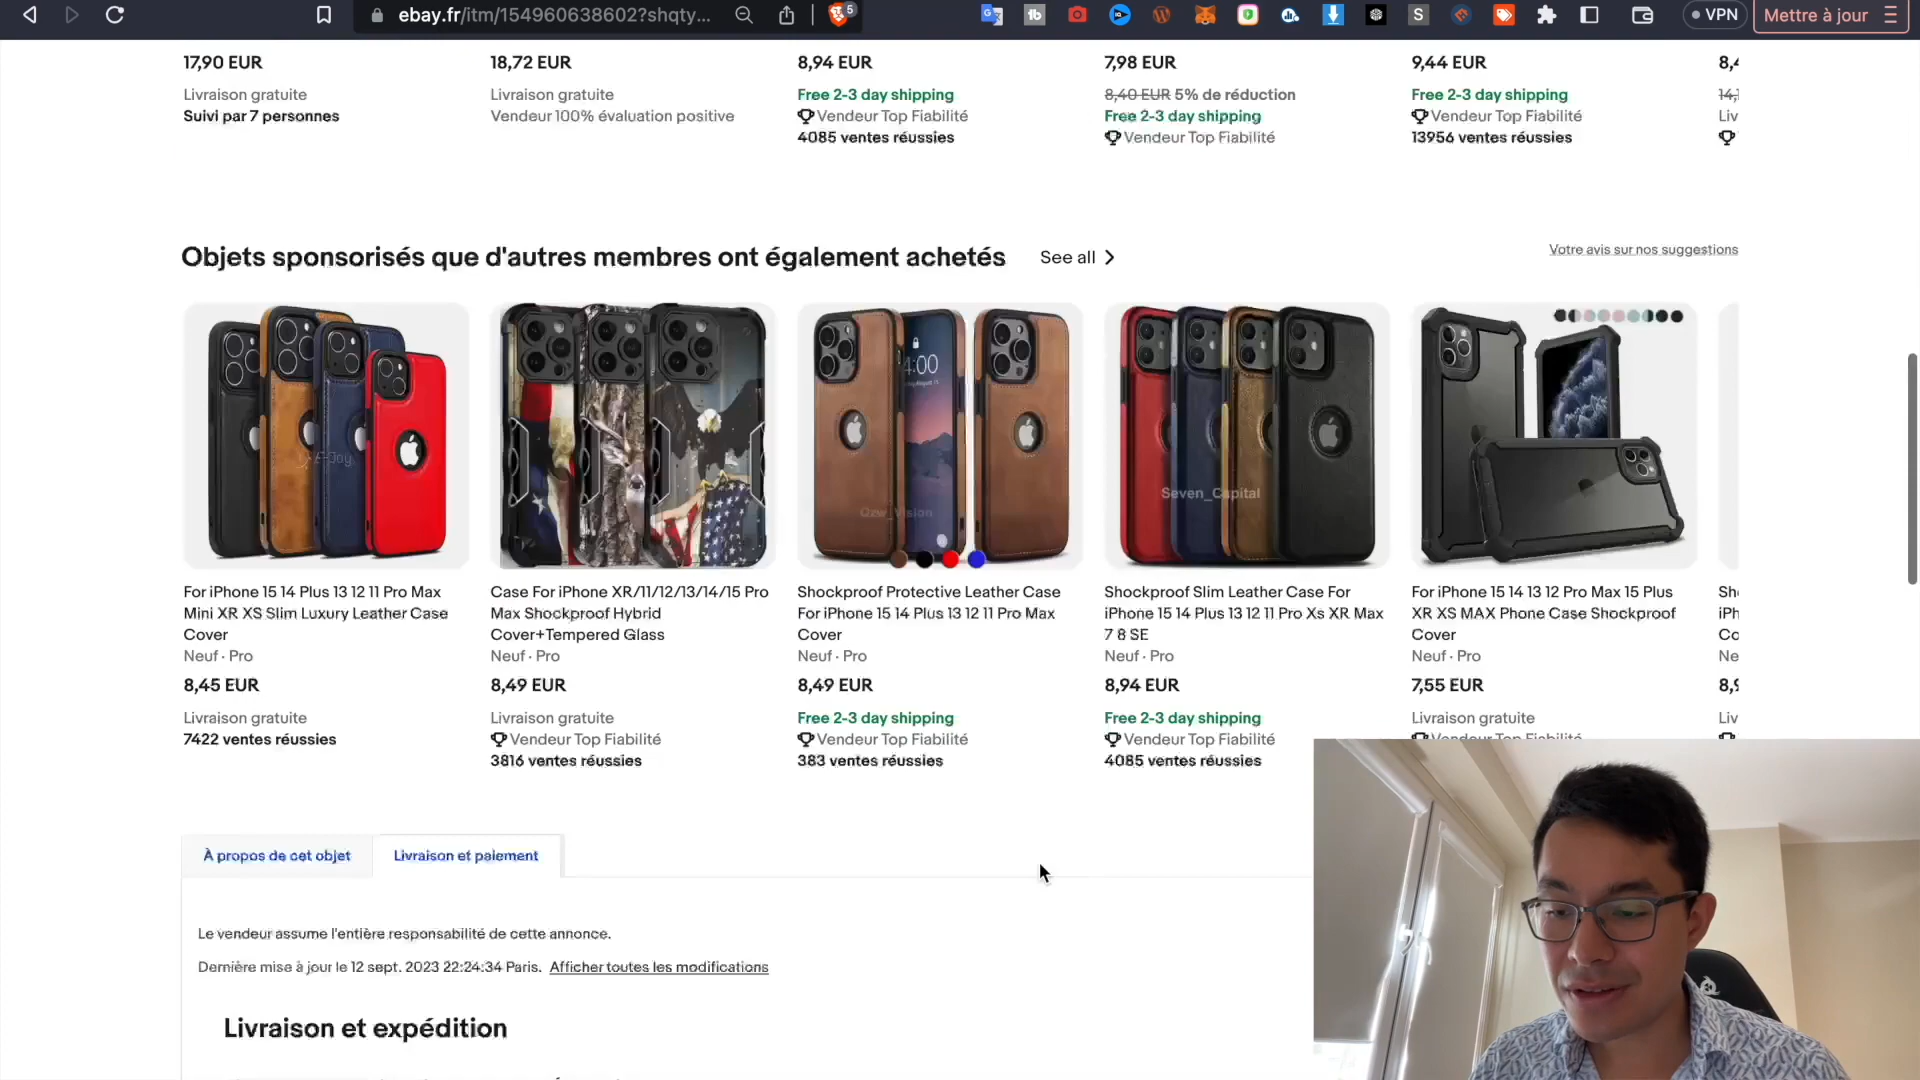 ebay.fr/itm/154960638602?shqty...
5
VPN
Mettre à jour
17,90 EUR
Livraison gratuite
Suivi par 7 personnes
18,72 EUR
Livraison gratuite
Vendeur 100% évaluation positive
8,94 EUR
Free 2-3 day shipping
Vendeur Top Fiabilité
4085 ventes réussies
7,98 EUR
8,40 EUR 5% de réduction
Free 2-3 day shipping
Vendeur Top Fiabilité
9,44 EUR
Free 2-3 day shipping
Vendeur Top Fiabilité
13956 ventes réussies
Liv
Objets sponsorisés que d'autres membres ont également achetés
See all
Votre avis sur nos suggestions
Seven_Capital
For iPhone 15 14 Plus 13 12 11 Pro Max
Mini XR XS Slim Luxury Leather Case
Cover
Neuf · Pro
8,45 EUR
Livraison gratuite
7422 ventes réussies
Case For iPhone XR/11/12/13/14/15 Pro
Max Shockproof Hybrid
Cover+Tempered Glass
Neuf · Pro
8,49 EUR
Livraison gratuite
Vendeur Top Fiabilité
3816 ventes réussies
Shockproof Protective Leather Case
For iPhone 15 14 Plus 13 12 11 Pro Max
Cover
Neuf · Pro
8,49 EUR
Free 2-3 day shipping
Vendeur Top Fiabilité
383 ventes réussies
Shockproof Slim Leather Case For
iPhone 15 14 Plus 13 12 11 Pro Xs XR Max
7 8 SE
Neuf · Pro
8,94 EUR
Free 2-3 day shipping
Vendeur Top Fiabilité
4085 ventes réussies
For iPhone 15 14 13 12 Pro Max 15 Plus
XR XS MAX Phone Case Shockproof
Cover
Neuf · Pro
7,55 EUR
Livraison gratuite
Vendeur Top Fiabilité
À propos de cet objet
Livraison et paiement
Le vendeur assume l'entière responsabilité de cette annonce.
Dernière mise à jour le 12 sept. 2023 22:24:34 Paris. Afficher toutes les modifications
Livraison et expédition